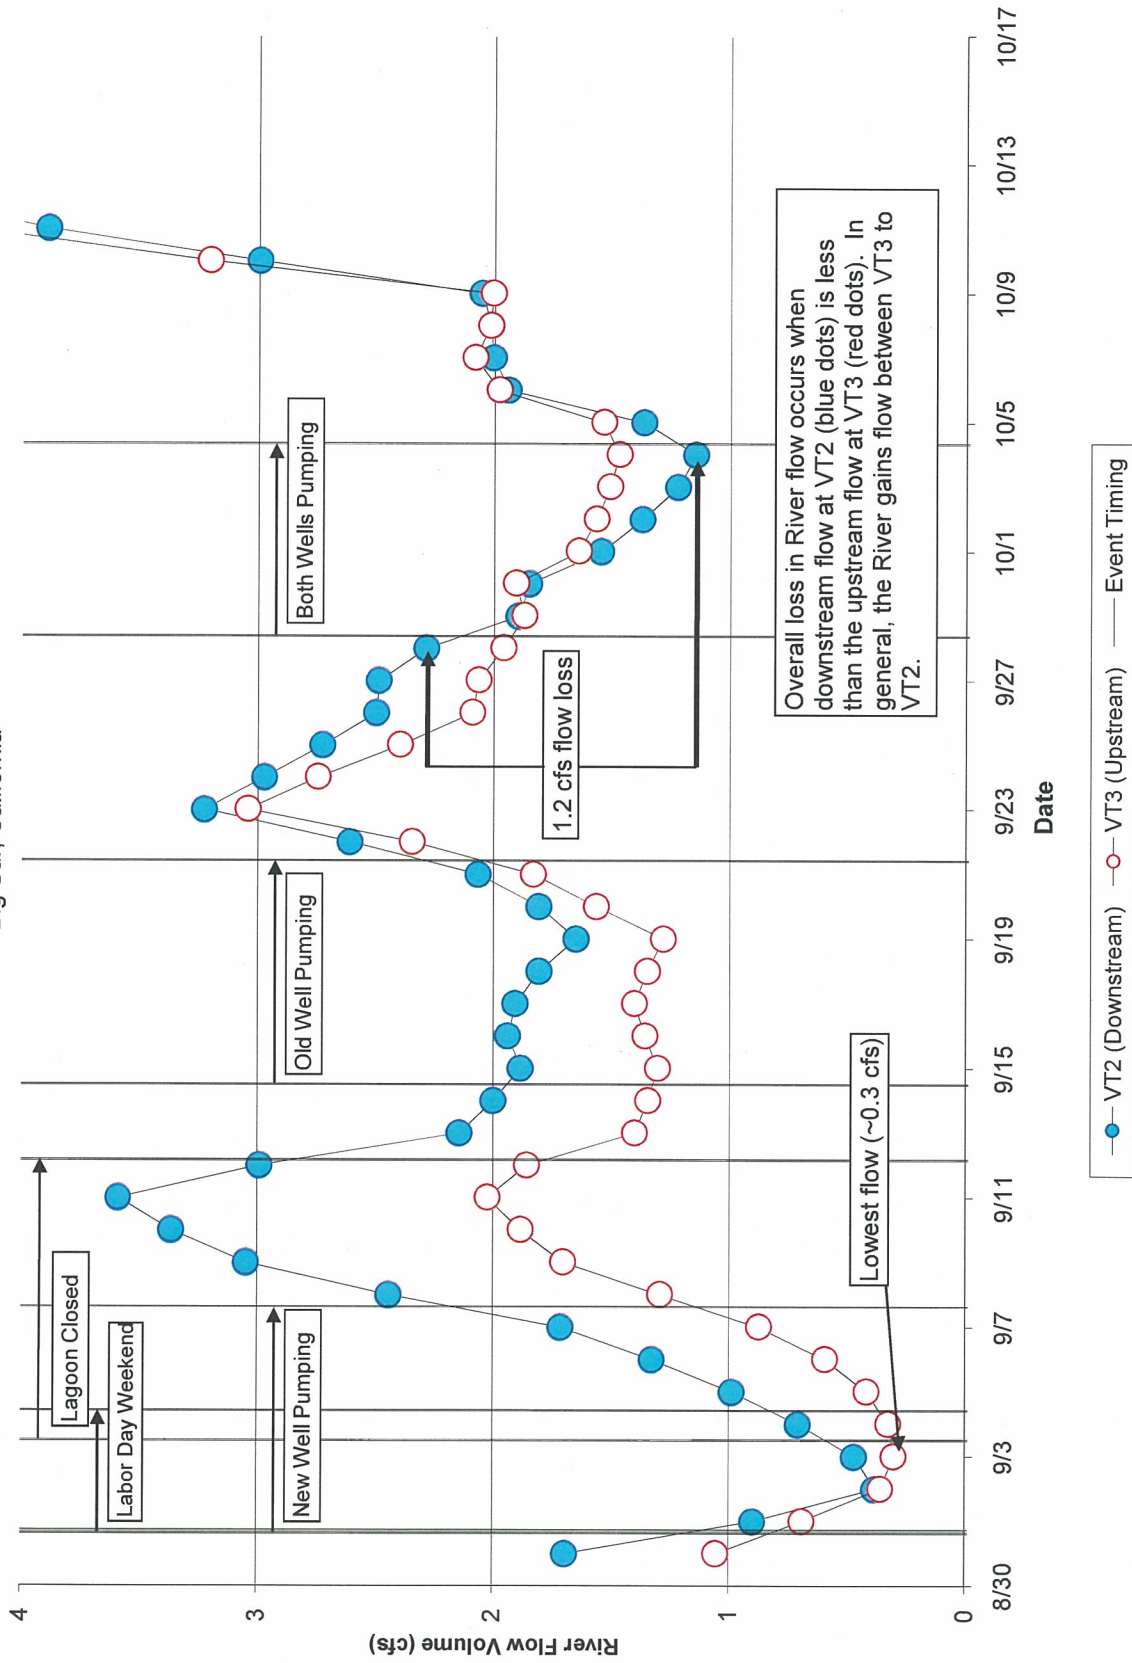 4
3
2
1
0
River Flow Volume (cfs)
Lagoon Closed
Labor Day Weekend
New Well Pumping
Old Well Pumping
Both Wells Pumping
1.2 cfs flow loss
Lowest flow (~0.3 cfs)
Overall loss in River flow occurs when
downstream flow at VT2 (blue dots) is less
than the upstream flow at VT3 (red dots). In
general, the River gains flow between VT3 to
VT2.
8/30
9/3
9/7
9/11
9/15
9/19
9/23
9/27
10/1
10/5
10/9
10/13
10/17
Date
VT2 (Downstream)
VT3 (Upstream)
Event Timing